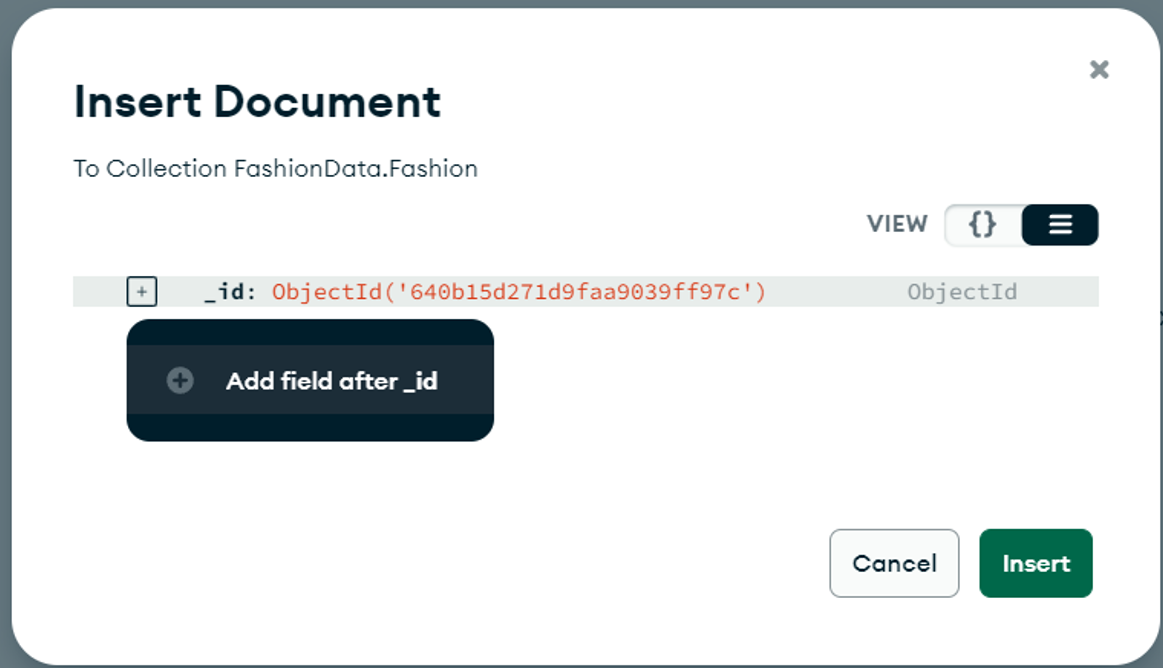 Insert Document
To Collection FashionData.Fashion
VIEW {}
+ _id: ObjectId('640b15d271d9faa9039ff97c') ObjectId
Add field after _id
Cancel Insert